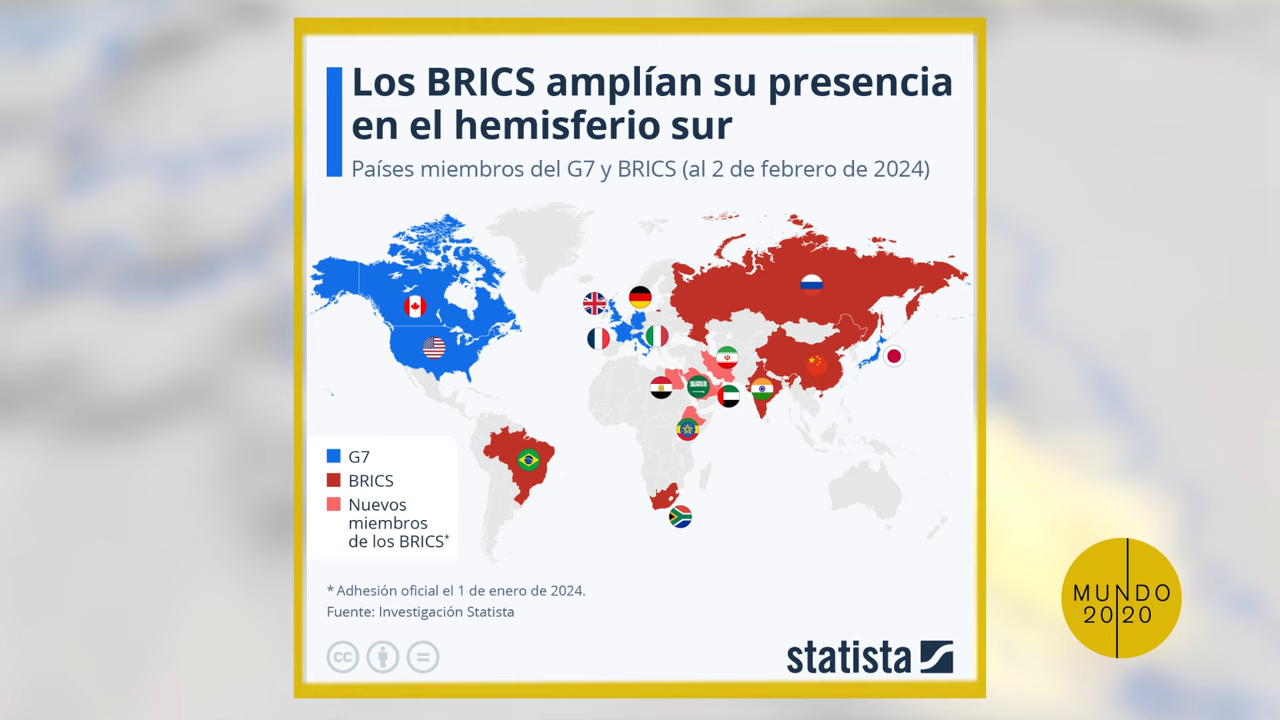 Los BRICS amplían su presencia
en el hemisferio sur
Países miembros del G7 y BRICS (al 2 de febrero de 2024)
G7
BRICS
Nuevos
miembros
de los BRICS*
* Adhesión oficial el 1 de enero de 2024.
Fuente: Investigación Statista
cc
statista
MUNDO
2020